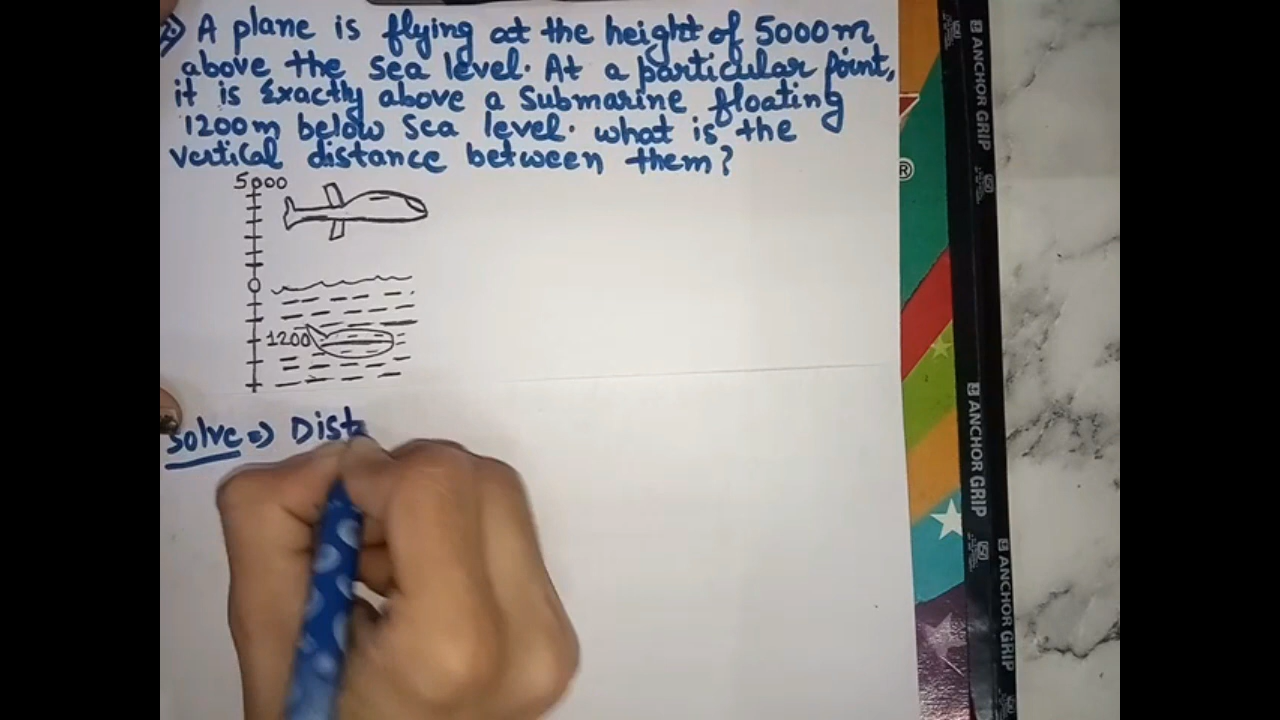 A plane is flying at the height of 5000m
above the sea level. At a particular point,
it is Exactly above a submarine floating
1200m below sea level. what is the
vertical distance between them?
5000
0
1200
Solve => Dist
®
ANCHOR GRIP
ANCHOR GRIP
ANCHOR GRIP